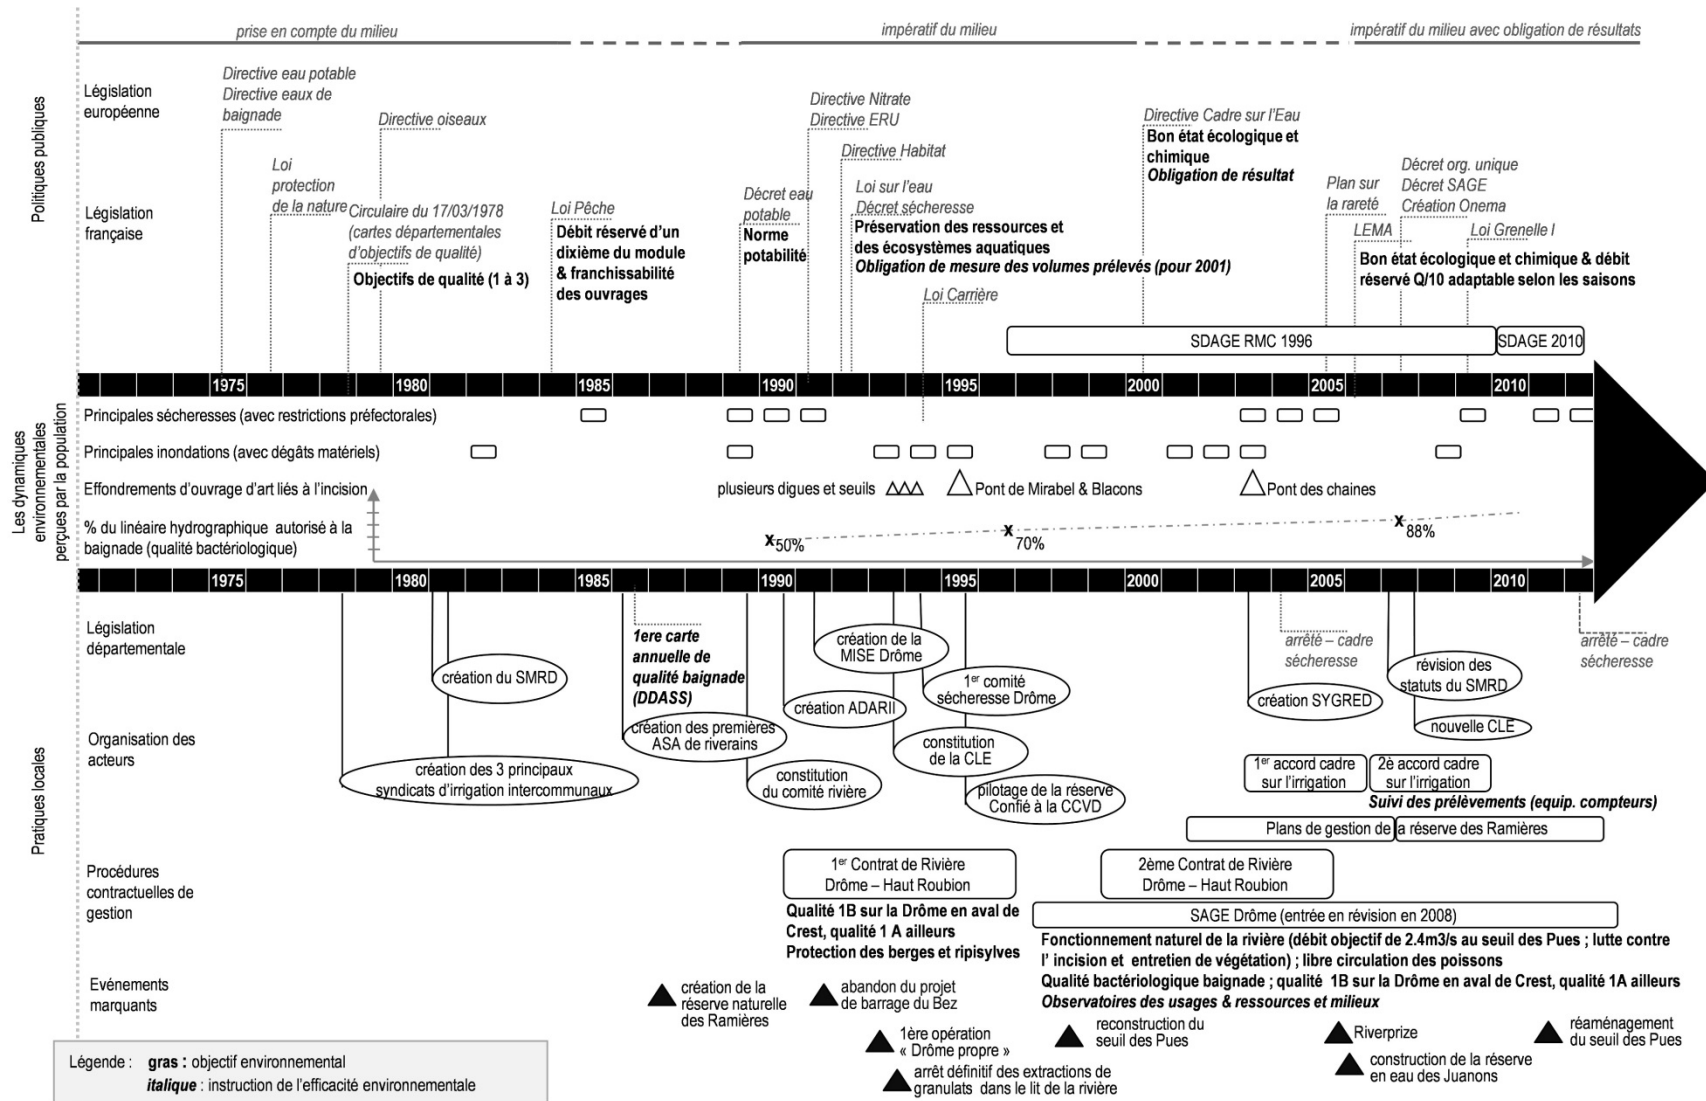 prise en compte du milieu
impératif du milieu
impératif du milieu avec obligation de résultats
Politiques publiques
Législation
européenne
Directive eau potable
Directive eaux de
baignade
Directive oiseaux
Directive Nitrate
Directive ERU
Directive Habitat
Directive Cadre sur l’Eau
Bon état écologique et
chimique
Obligation de résultat
Législation
française
Loi
protection
de la nature
Circulaire du 17/03/1978
(cartes départementales
d’objectifs de qualité)
Objectifs de qualité (1 à 3)
Loi Pêche
Débit réservé d’un
dixième du module
& franchissabilité
des ouvrages
Décret eau
potable
Norme
potabilité
Loi sur l’eau
Décret sécheresse
Préservation des ressources et
des écosystèmes aquatiques
Obligation de mesure des volumes prélevés (pour 2001)
Loi Carrière
Plan sur
la rareté
LEMA
Décret org. unique
Décret SAGE
Création Onema
Loi Grenelle I
Bon état écologique et chimique & débit
réservé Q/10 adaptable selon les saisons
SDAGE RMC 1996
SDAGE 2010
1975
1980
1985
1990
1995
2000
2005
2010
Les dynamiques
environnementales
perçues par la population
Principales sécheresses (avec restrictions préfectorales)
Principales inondations (avec dégâts matériels)
Effondrements d’ouvrage d’art liés à l’incision
plusieurs digues et seuils
Pont de Mirabel & Blacons
Pont des chaines
% du linéaire hydrographique autorisé à la
baignade (qualité bactériologique)
x 50%
x 70%
x 88%
1975
1980
1985
1990
1995
2000
2005
2010
Pratiques locales
Législation
départementale
1ere carte
annuelle de
qualité baignade
(DDASS)
arrêté – cadre
sécheresse
arrêté – cadre
sécheresse
Organisation des
acteurs
création du SMRD
création des 3 principaux
syndicats d’irrigation intercommunaux
création des premières
ASA de riverains
constitution
du comité rivière
création ADARII
création de la
MISE Drôme
1er comité
sécheresse Drôme
constitution
de la CLE
pilotage de la réserve
Confié à la CCVD
création SYGRED
révision des
statuts du SMRD
nouvelle CLE
1er accord cadre
sur l’irrigation
2è accord cadre
sur l’irrigation
Suivi des prélèvements (equip. compteurs)
Plans de gestion de a réserve des Ramières
Procédures
contractuelles de
gestion
1er Contrat de Rivière
Drôme – Haut Roubion
Qualité 1B sur la Drôme en aval de
Crest, qualité 1 A ailleurs
Protection des berges et ripisylves
2ème Contrat de Rivière
Drôme – Haut Roubion
SAGE Drôme (entrée en révision en 2008)
Fonctionnement naturel de la rivière (débit objectif de 2.4m3/s au seuil des Pues ; lutte contre
l’ incision et entretien de végétation) ; libre circulation des poissons
Qualité bactériologique baignade ; qualité 1B sur la Drôme en aval de Crest, qualité 1A ailleurs
Observatoires des usages & ressources et milieux
Evénements
marquants
création de la
réserve naturelle
des Ramières
abandon du projet
de barrage du Bez
1ère opération
« Drôme propre »
arrêt définitif des extractions de
granulats dans le lit de la rivière
reconstruction du
seuil des Pues
Riverprize
construction de la réserve
en eau des Juanons
réaménagement
du seuil des Pues
Légende : gras : objectif environnemental
italique : instruction de l’efficacité environnementale